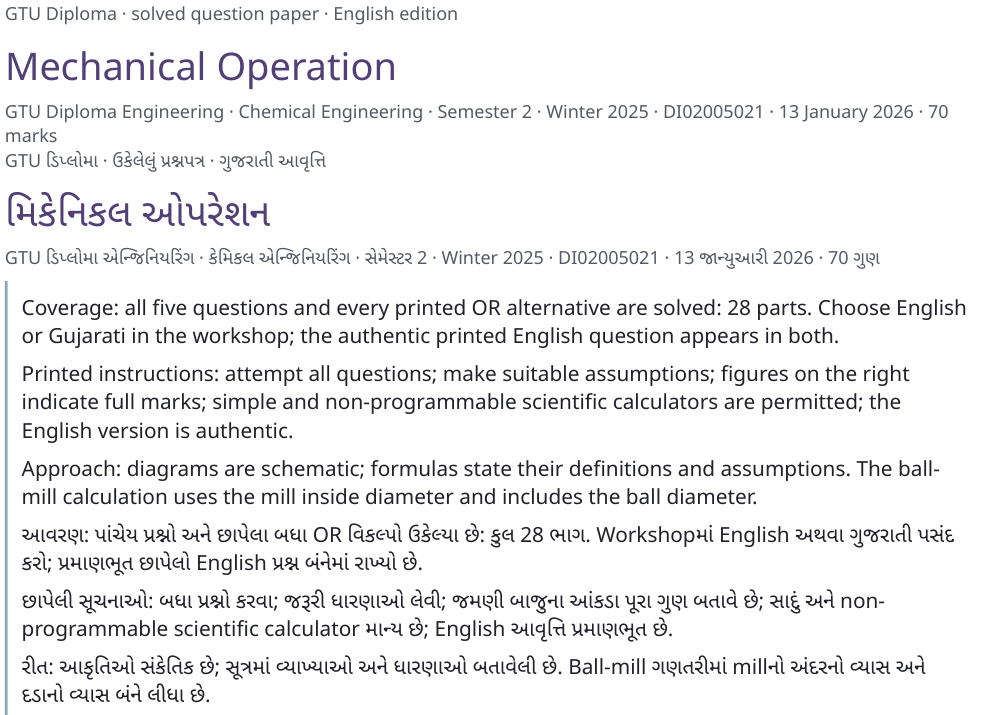 GTU Diploma · solved question paper · English edition
Mechanical Operation
GTU Diploma Engineering · Chemical Engineering · Semester 2 · Winter 2025 · DI02005021 · 13 January 2026 · 70
marks
GTU ડિપ્લોમા · ઉકેલેલું પ્રશ્નપત્ર · ગુજરાતી આવૃત્તિ
મિકેનિકલ ઓપરેશન
GTU ડિપ્લોમા એન્જિનિયરિંગ · કેમિકલ એન્જિનિયરિંગ · સેમેસ્ટર 2 · Winter 2025 · DI02005021 · 13 જાન્યુઆરી 2026 · 70 ગુણ
Coverage: all five questions and every printed OR alternative are solved: 28 parts. Choose English
or Gujarati in the workshop; the authentic printed English question appears in both.
Printed instructions: attempt all questions; make suitable assumptions; figures on the right
indicate full marks; simple and non-programmable scientific calculators are permitted; the
English version is authentic.
Approach: diagrams are schematic; formulas state their definitions and assumptions. The ball-
mill calculation uses the mill inside diameter and includes the ball diameter.
આવરણ: પાંચેય પ્રશ્નો અને છાપેલા બધા OR વિકલ્પો ઉકેલ્યા છે: કુલ 28 ભાગ. Workshopમાં English અથવા ગુજરાતી પસંદ
કરો; પ્રમાણભૂત છાપેલો English પ્રશ્ન બંનેમાં રાખ્યો છે.
છાપેલી સૂચનાઓ: બધા પ્રશ્નો કરવા; જરૂરી ધારણાઓ લેવી; જમણી બાજુના આંકડા પૂરા ગુણ બતાવે છે; સાદું અને non-
programmable scientific calculator માન્ય છે; English આવૃત્તિ પ્રમાણભૂત છે.
રીત: આકૃતિઓ સંકેતિક છે; સૂત્રમાં વ્યાખ્યાઓ અને ધારણાઓ બતાવેલી છે. Ball-mill ગણતરીમાં millનો અંદરનો વ્યાસ અને
દડાનો વ્યાસ બંને લીધા છે.